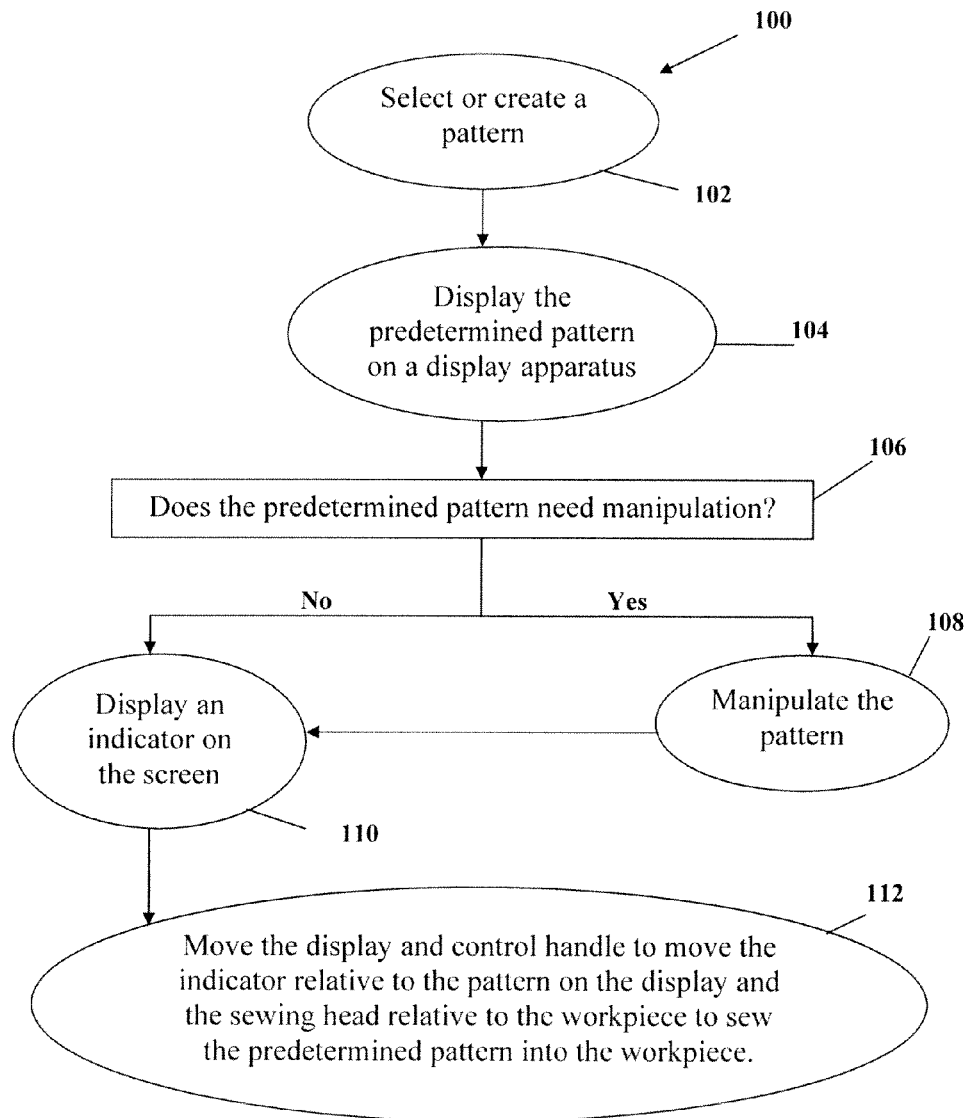 100
Select or create a
pattern
102
Display the
predetermined pattern
on a display apparatus
104
106
Does the predetermined pattern need manipulation?
No
Yes
108
Display an
indicator on
the screen
Manipulate the
pattern
110
112
Move the display and control handle to move the
indicator relative to the pattern on the display and
the sewing head relative to the workpiece to sew
the predetermined pattern into the workpiece.